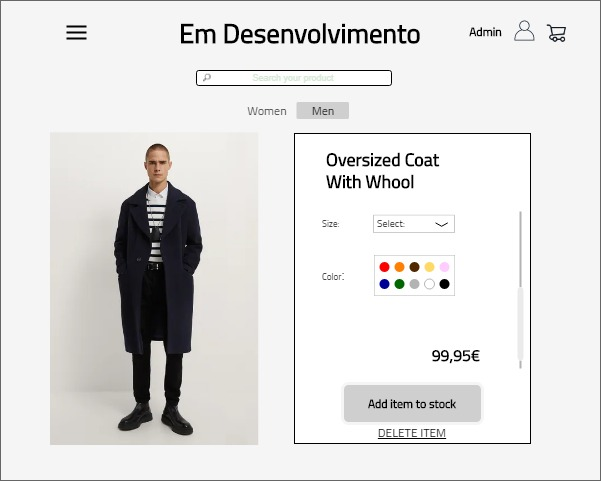 Em Desenvolvimento
Admin
Search your product
Women
Men
Oversized Coat
With Whool
Size:
Select:
Color:
99,95€
Add item to stock
DELETE ITEM